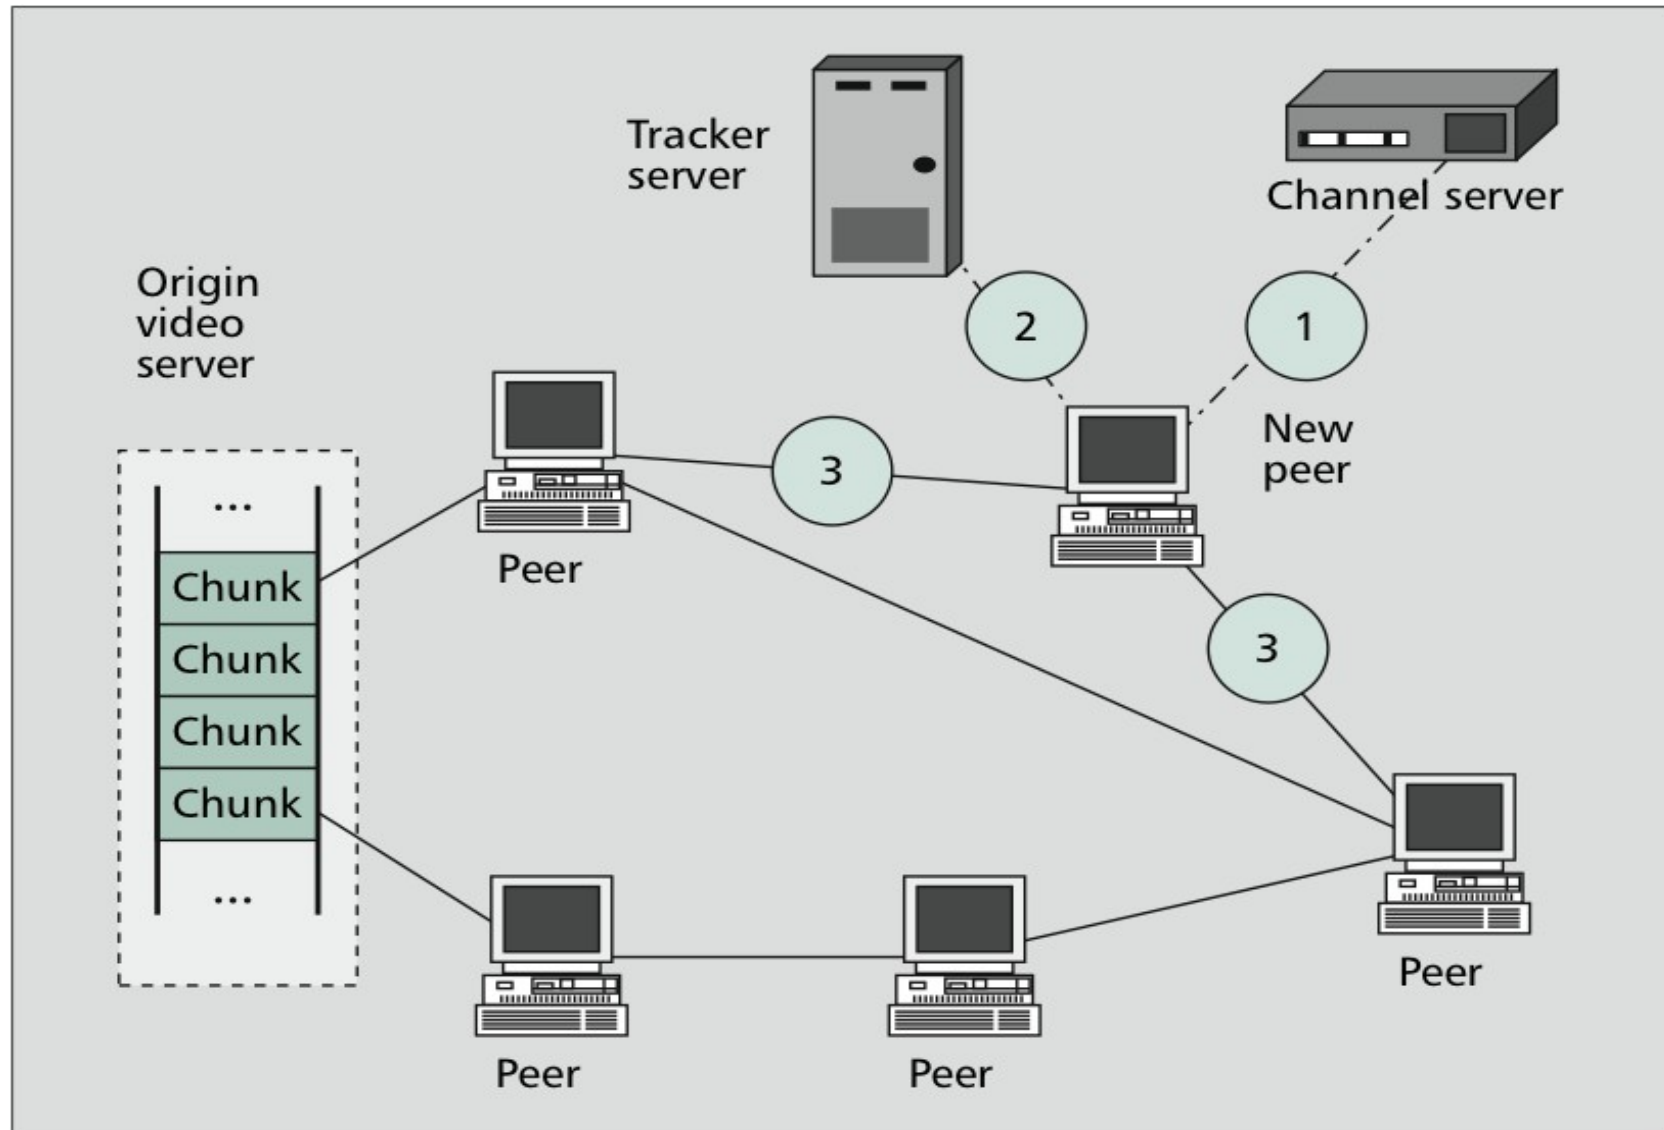 Tracker
server
Channel server
Origin
video
server
2
1
New
peer
3
Peer
...
Chunk
Chunk
Chunk
Chunk
...
3
Peer
Peer
Peer